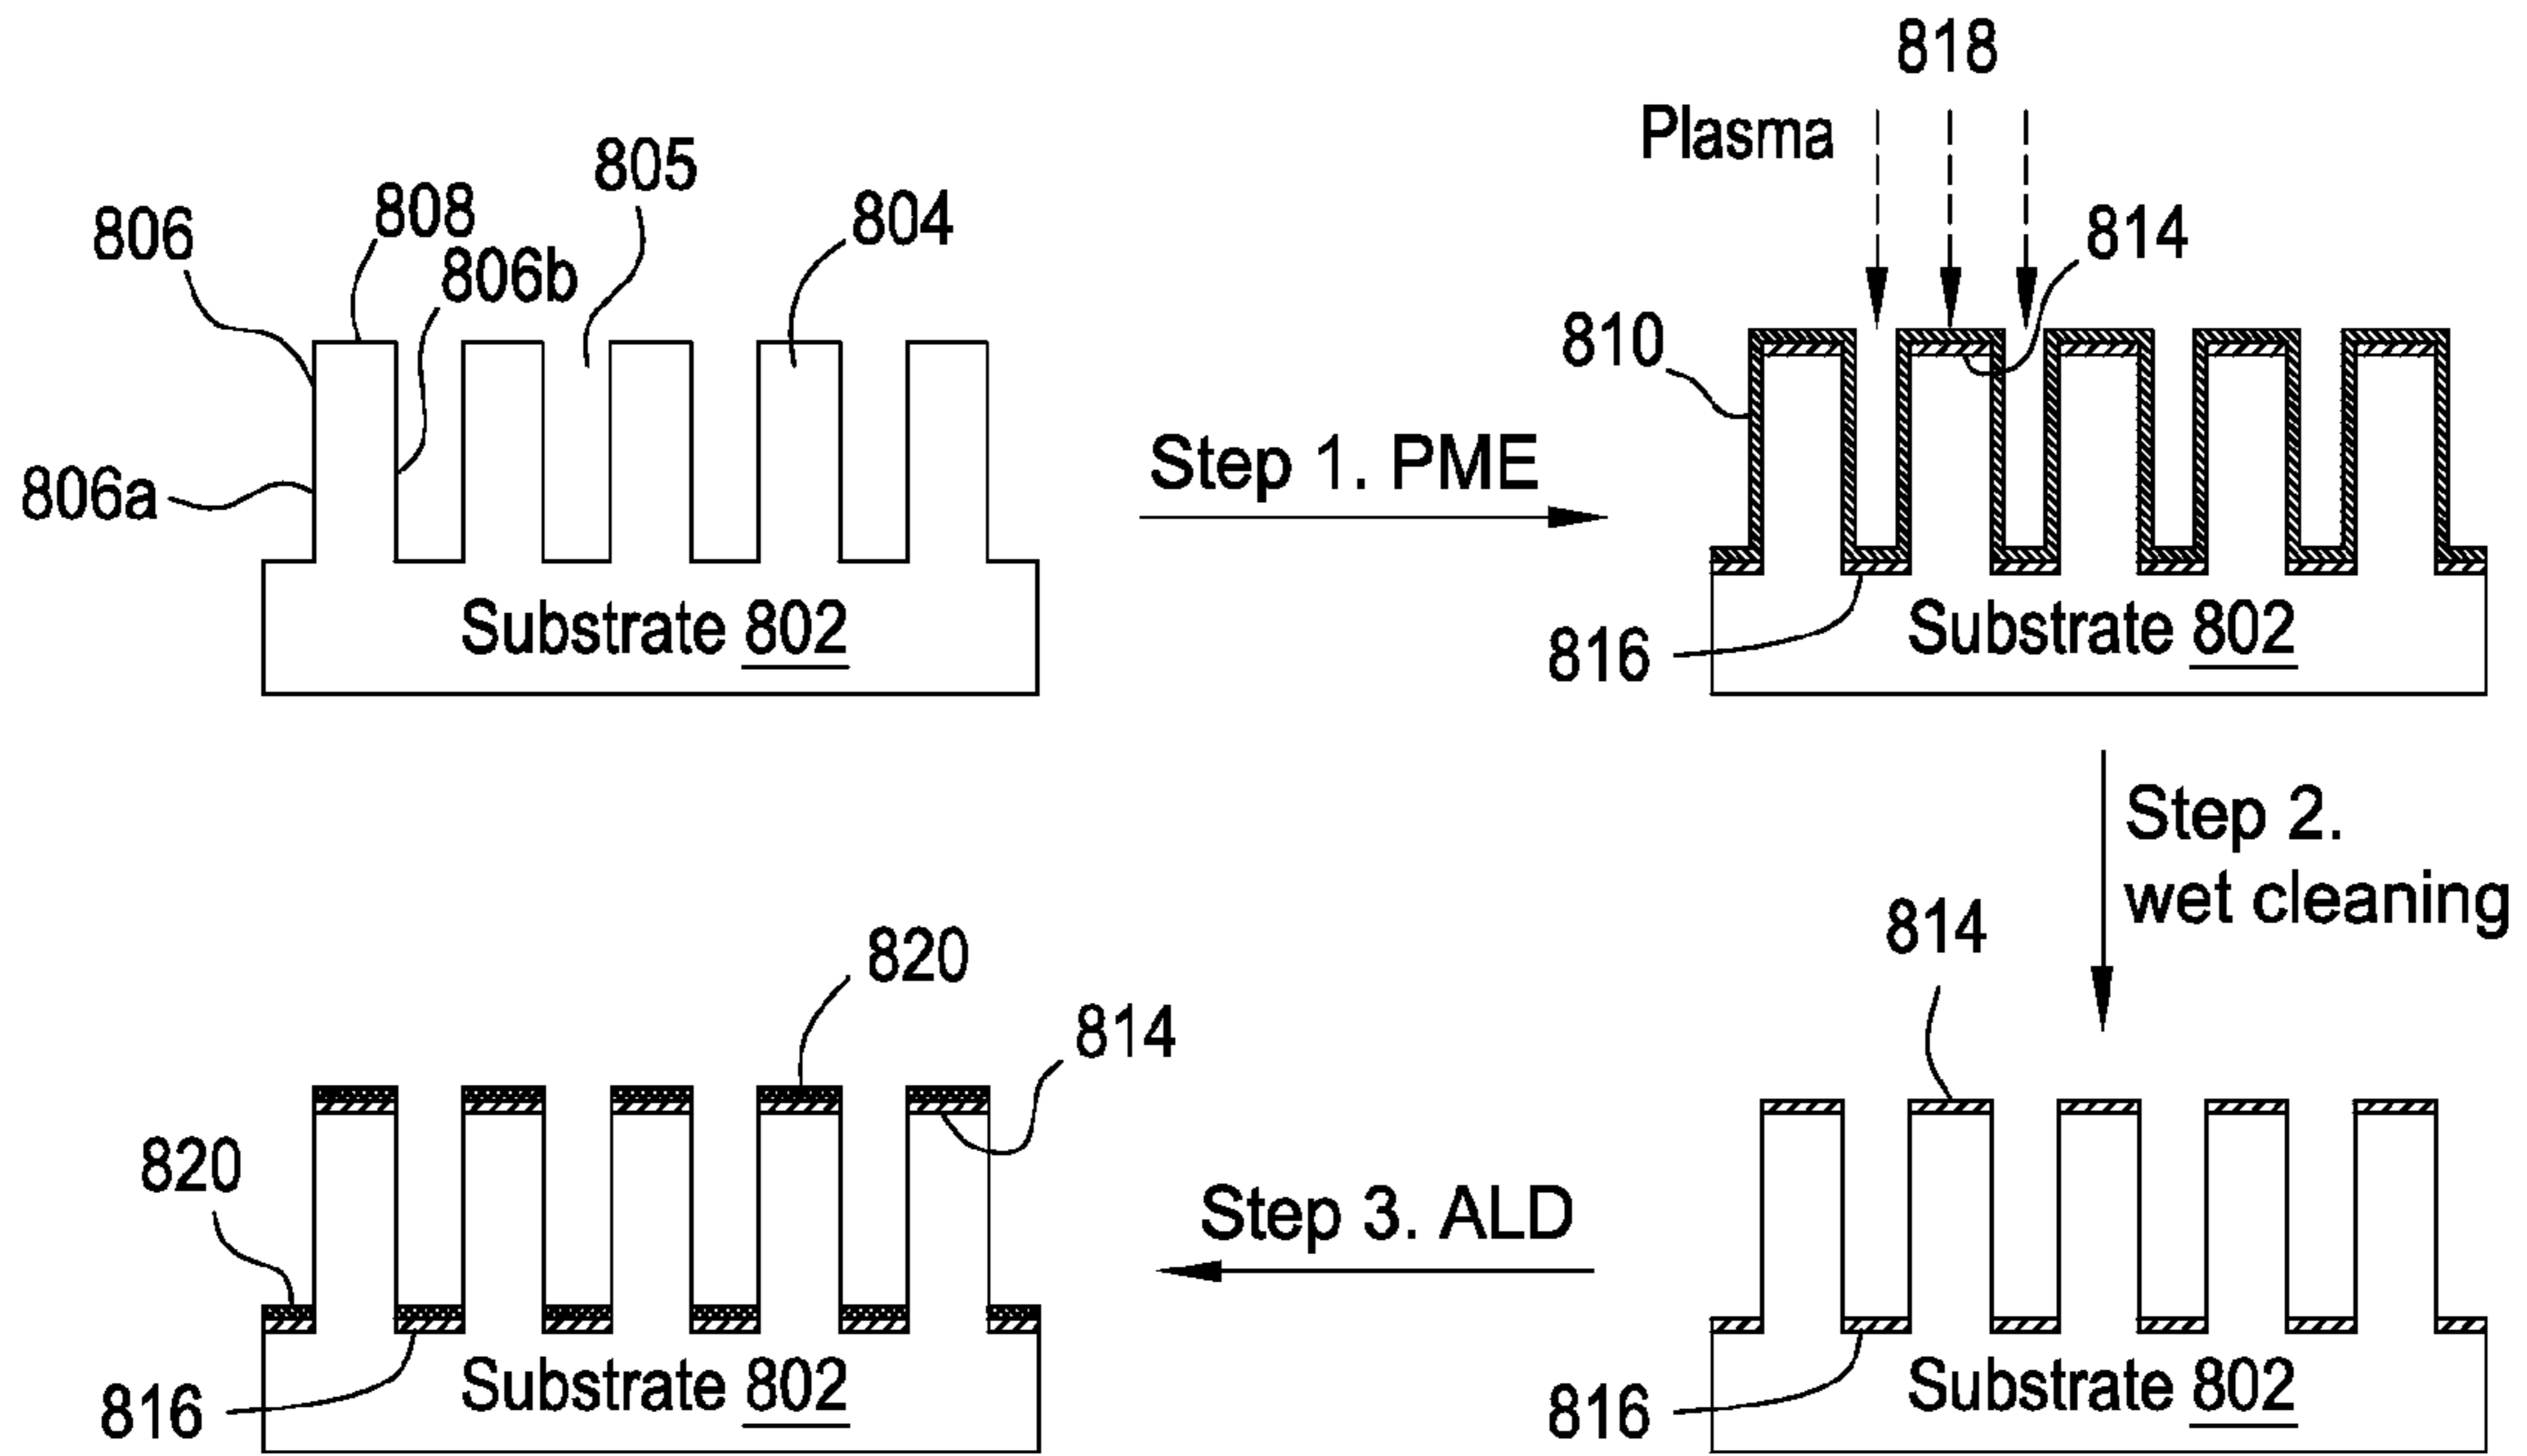 818
Plasma
805
808
804
806
806b
814
810
806a
Step 1. PME
Substrate 802
816
Substrate 802
Step 2.
wet cleaning
814
820
814
820
Step 3. ALD
816
Substrate 802
816
Substrate 802